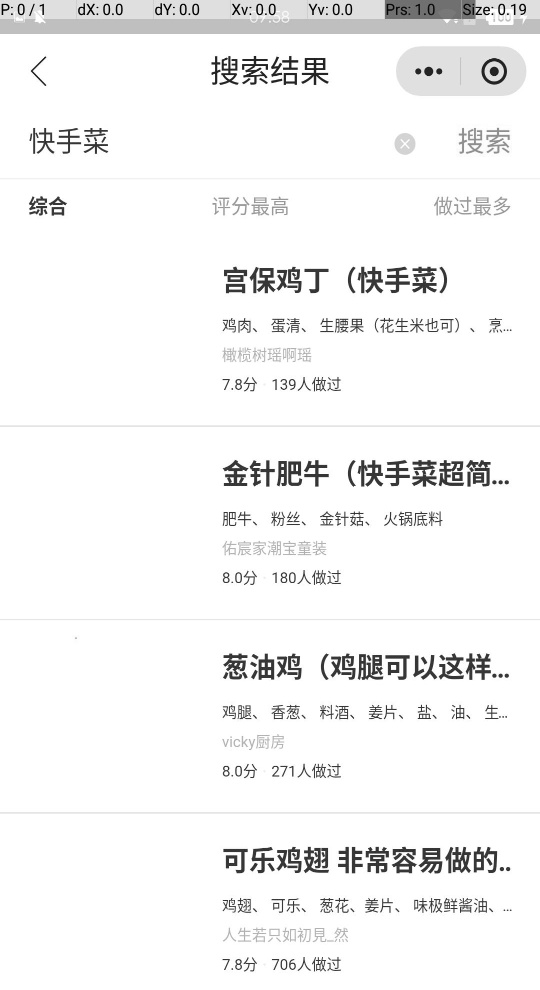 P: 0 / 1 dX: 0.0 dY: 0.0 Xv: 0.0 Yv: 0.0 Prs: 1.0 Size: 0.19
09:38 100
搜索结果
快手菜 搜索
综合 评分最高 做过最多
宫保鸡丁（快手菜）
鸡肉、 蛋清、 生腰果（花生米也可）、 烹...
橄榄树瑶啊瑶
7.8分 · 139人做过
金针肥牛（快手菜超简...
肥牛、 粉丝、 金针菇、 火锅底料
佑宸家潮宝童装
8.0分 · 180人做过
葱油鸡（鸡腿可以这样...
鸡腿、 香葱、 料酒、 姜片、 盐、 油、 生...
vicky厨房
8.0分 · 271人做过
可乐鸡翅 非常容易做的..
鸡翅、 可乐、 葱花、姜片、 味极鲜酱油、...
人生若只如初見_然
7.8分 · 706人做过